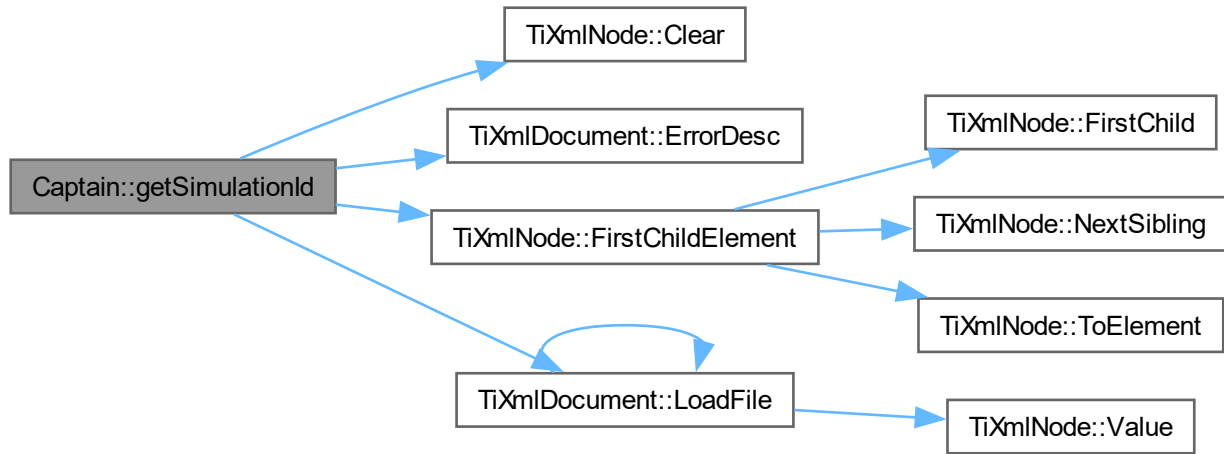 Captain::getSimulationId
TiXmlNode::Clear
TiXmlDocument::ErrorDesc
TiXmlNode::FirstChildElement
TiXmlNode::FirstChild
TiXmlNode::NextSibling
TiXmlNode::ToElement
TiXmlDocument::LoadFile
TiXmlNode::Value